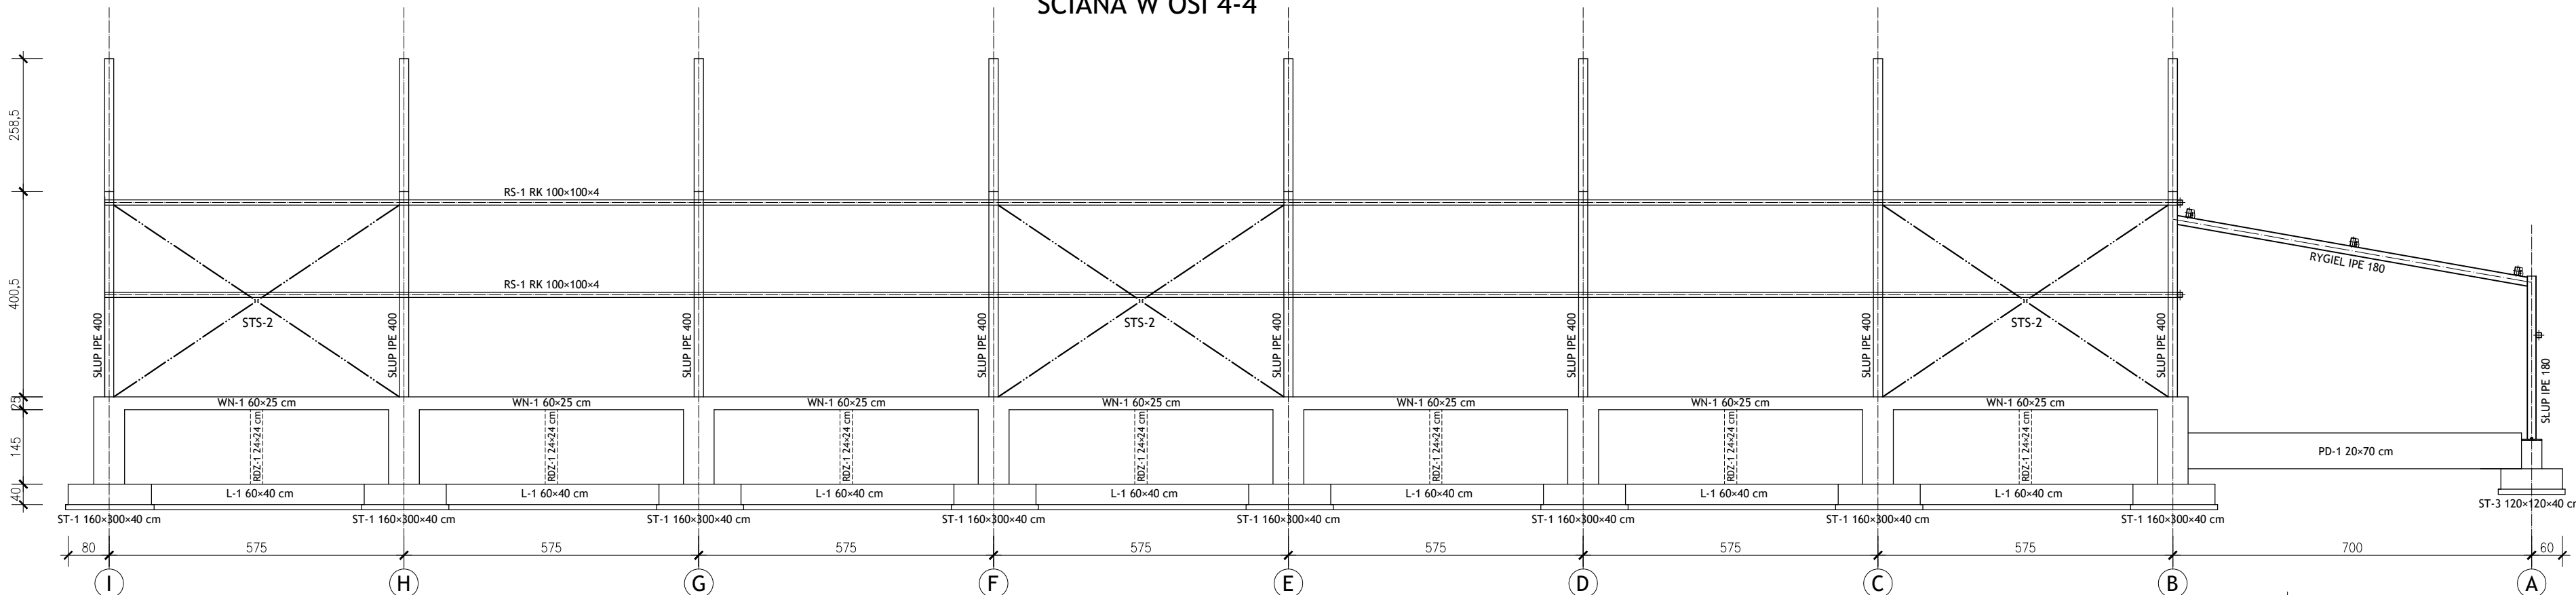 ŚCIANA W OSI 4-4
258,5
400,5
25
145
40
RS-1 RK 100×100×4
RS-1 RK 100×100×4
RYGIEL IPE 180
STS-2
STS-2
STS-2
SŁUP IPE 400
SŁUP IPE 400
SŁUP IPE 400
SŁUP IPE 400
SŁUP IPE 400
SŁUP IPE 400
SŁUP IPE 400
SŁUP IPE 400
SŁUP IPE 180
WN-1 60×25 cm
WN-1 60×25 cm
WN-1 60×25 cm
WN-1 60×25 cm
WN-1 60×25 cm
WN-1 60×25 cm
WN-1 60×25 cm
RDZ-1 24×24 cm
RDZ-1 24×24 cm
RDZ-1 24×24 cm
RDZ-1 24×24 cm
RDZ-1 24×24 cm
RDZ-1 24×24 cm
RDZ-1 24×24 cm
PD-1 20×70 cm
L-1 60×40 cm
L-1 60×40 cm
L-1 60×40 cm
L-1 60×40 cm
L-1 60×40 cm
L-1 60×40 cm
L-1 60×40 cm
ST-3 120×120×40 cm
ST-1 160×300×40 cm
ST-1 160×300×40 cm
ST-1 160×300×40 cm
ST-1 160×300×40 cm
ST-1 160×300×40 cm
ST-1 160×300×40 cm
ST-1 160×300×40 cm
ST-1 160×300×40 cm
80 575 575 575 575 575 575 575 700 60
I H G F E D C B A